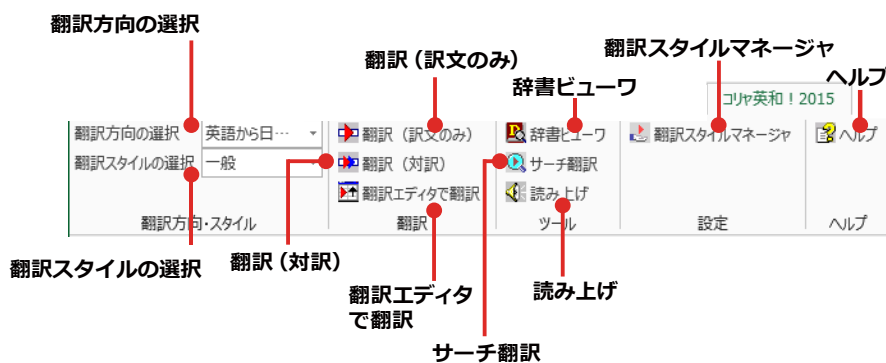 翻訳方向の選択
翻訳（訳文のみ）
辞書ビューワ
翻訳スタイルマネージャ
ヘルプ
コリャ英和！2015
翻訳方向の選択 英語から日…
翻訳（訳文のみ）
辞書ビューワ
翻訳スタイルマネージャ
ヘルプ
翻訳スタイルの選択 一般
翻訳（対訳）
サーチ翻訳
翻訳エディタで翻訳
読み上げ
翻訳方向・スタイル
翻訳
ツール
設定
ヘルプ
翻訳スタイルの選択
翻訳（対訳）
翻訳エディタ
で翻訳
読み上げ
サーチ翻訳